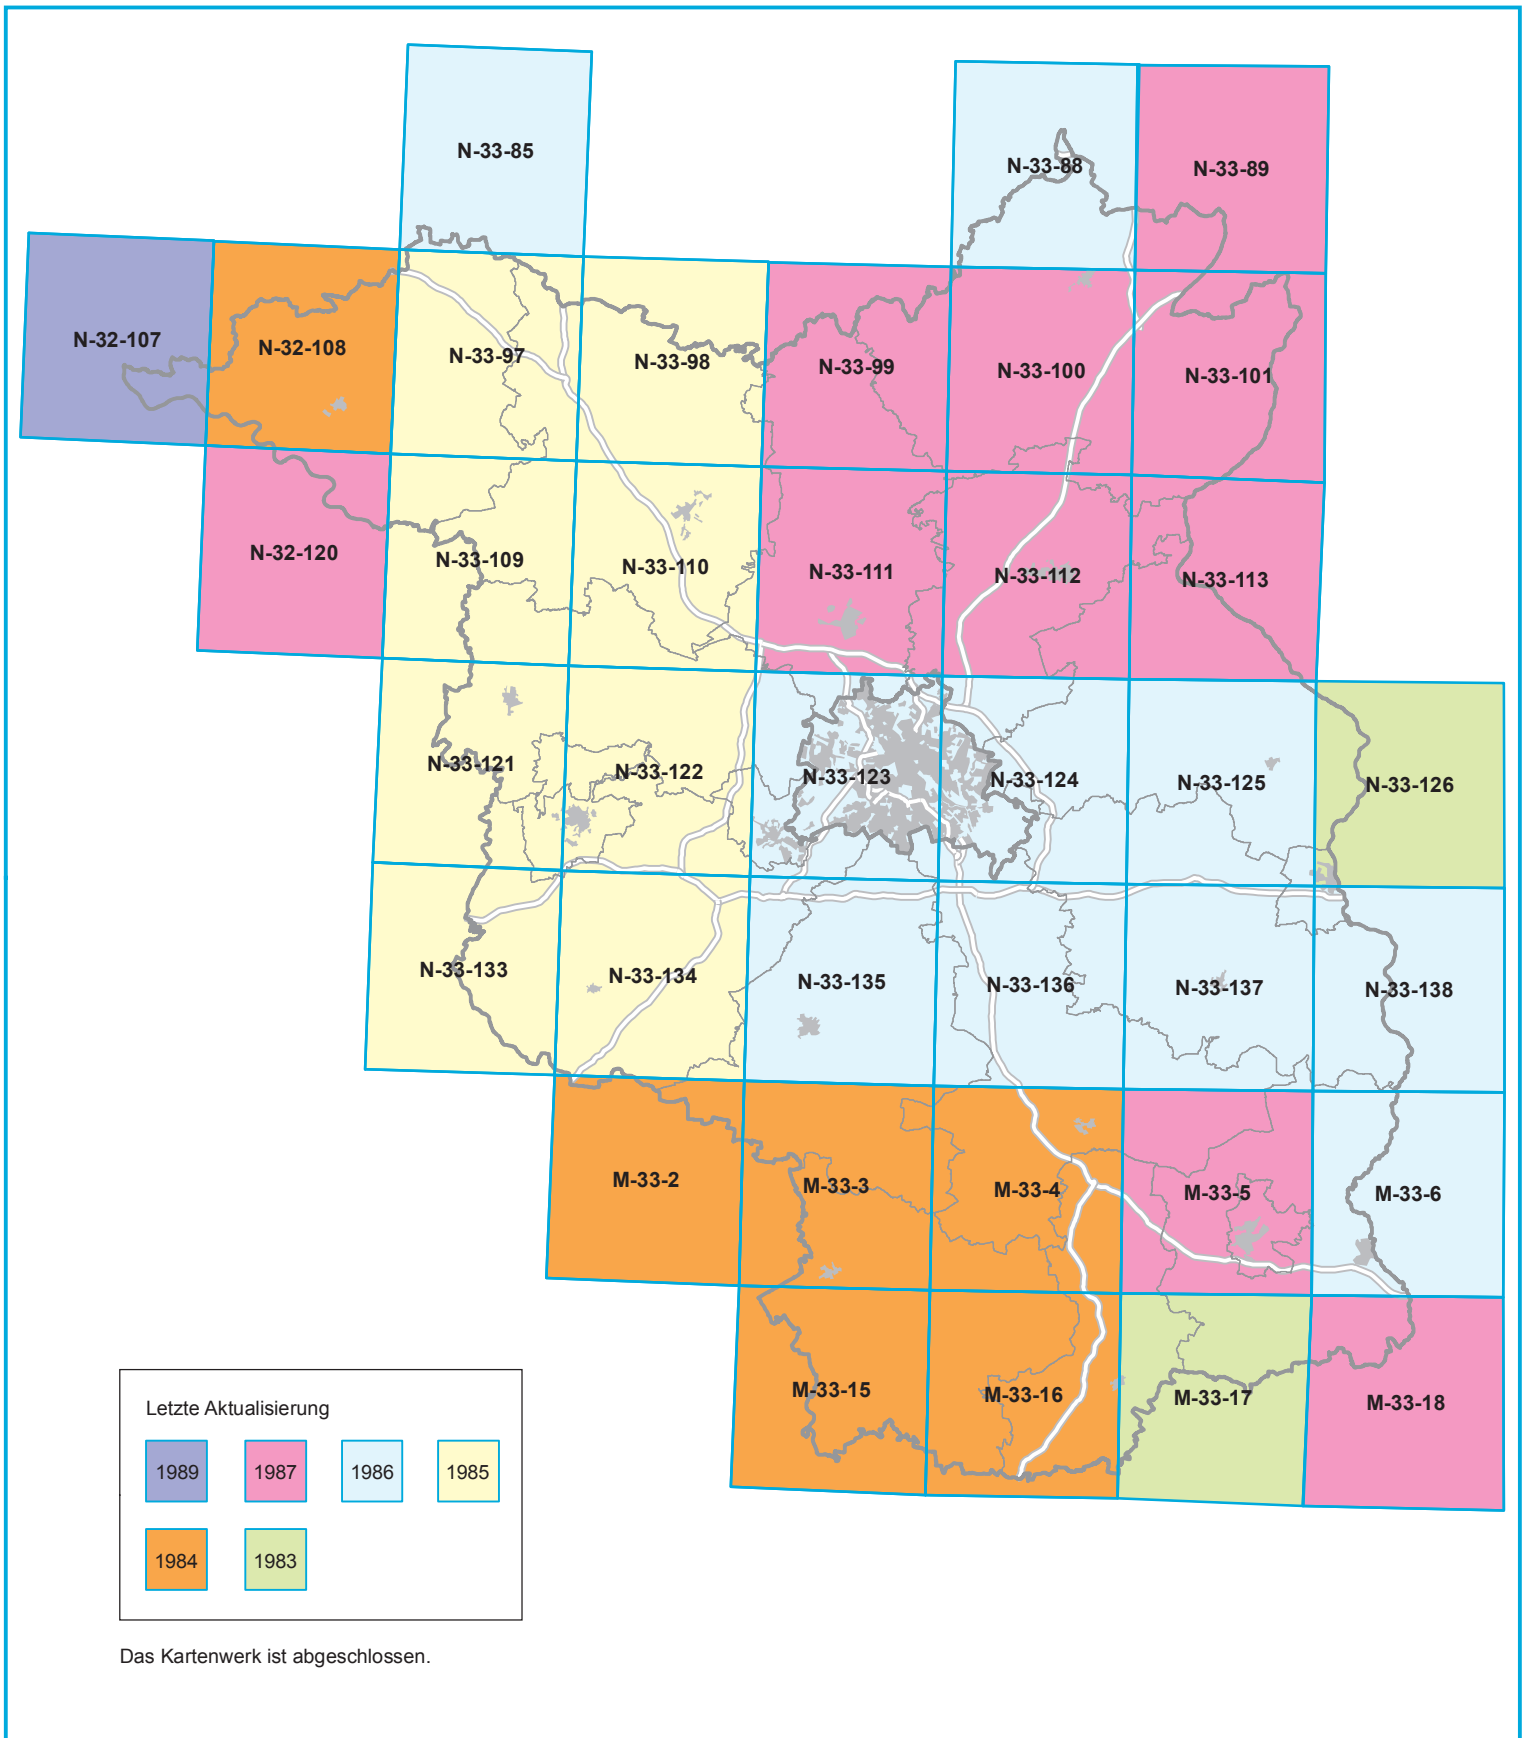 N-33-85
N-33-88
N-33-89
N-32-107
N-32-108
N-33-97
N-33-98
N-33-99
N-33-100
N-33-101
N-32-120
N-33-109
N-33-110
N-33-111
N-33-112
N-33-113
N-33-121
N-33-122
N-33-123
N-33-124
N-33-125
N-33-126
N-33-133
N-33-134
N-33-135
N-33-136
N-33-137
N-33-138
M-33-2
M-33-3
M-33-4
M-33-5
M-33-6
M-33-15
M-33-16
M-33-17
M-33-18
Letzte Aktualisierung
1989 1987 1986 1985
1984 1983
Das Kartenwerk ist abgeschlossen.